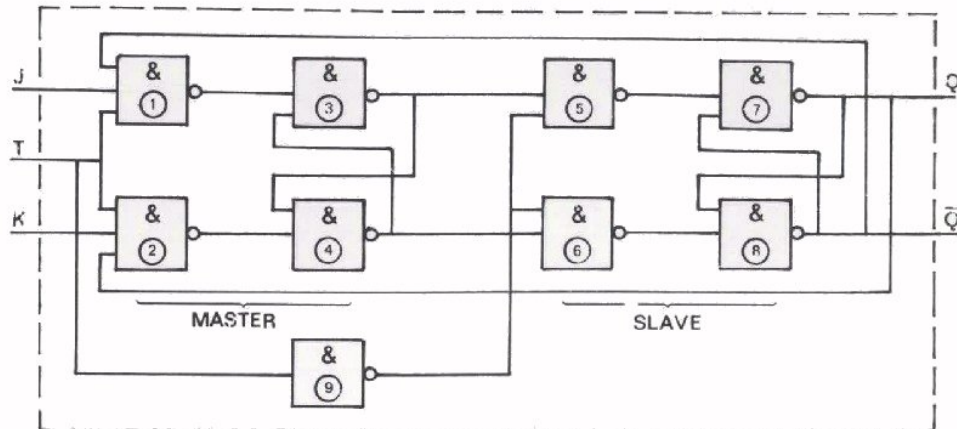 J
& & & &
① ③ ⑤ ⑦
Q
T
& & & &
K
② ④ ⑥ ⑧
Q̄
MASTER SLAVE
&
⑨